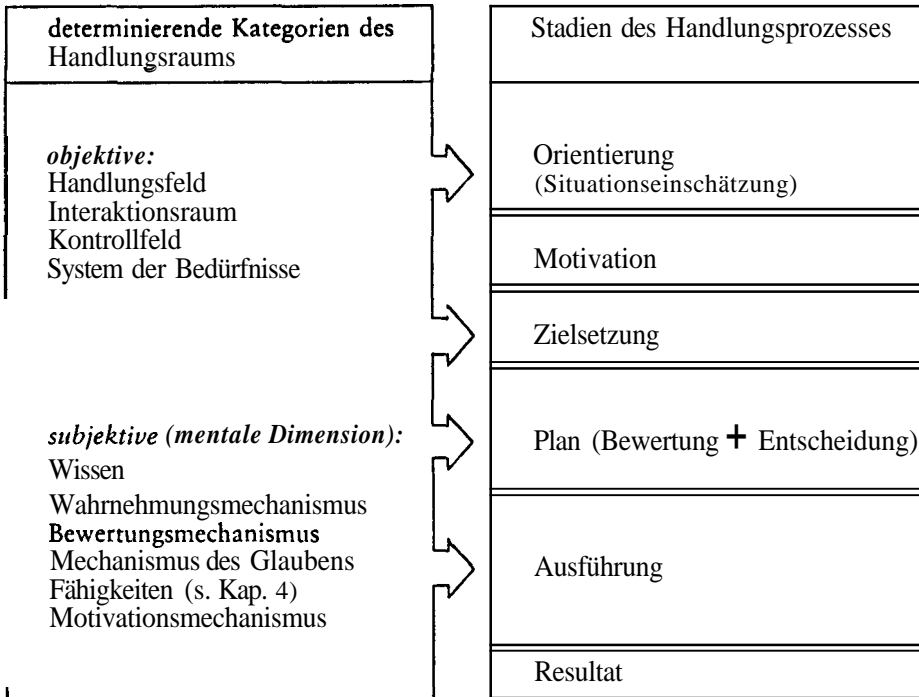 determinierende Kategorien des
Handlungsraums
objektive:
Handlungsfeld
Interaktionsraum
Kontrollfeld
System der Bedürfnisse
subjektive (mentale Dimension):
Wissen
Wahrnehmungsmechanismus
Bewertungsmechanismus
Mechanismus des Glaubens
Fähigkeiten (s. Kap. 4)
Motivationsmechanismus
Stadien des Handlungsprozesses
Orientierung
(Situationseinschätzung)
Motivation
Zielsetzung
Plan (Bewertung + Entscheidung)
Ausführung
Resultat